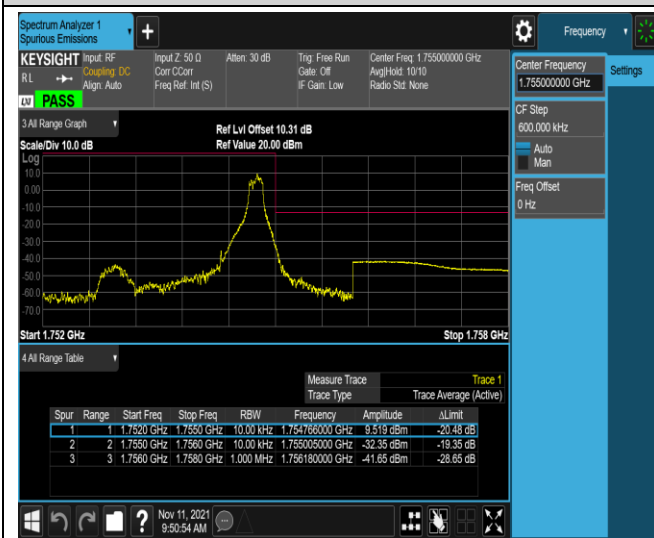 Spectrum Analyzer 1
Spurious Emissions
Frequency
KEYSIGHT Input: RF Input Z: 50 Ω Atten: 30 dB Trig: Free Run Center Freq: 1.755000000 GHz
RL Coupling: DC Corr CCorr Gate: Off Avg|Hold: 10/10
Align: Auto Freq Ref: Int (S) IF Gain: Low Radio Std: None
LXI PASS
Center Frequency
1.755000000 GHz
Settings
CF Step
600.000 kHz
Auto
Man
Freq Offset
0 Hz
3 All Range Graph
Ref Lvl Offset 10.31 dB
Scale/Div 10.0 dB Ref Value 20.00 dBm
Log
10.0
0.00
-10.0
-20.0
-30.0
-40.0
-50.0
-60.0
-70.0
Start 1.752 GHz Stop 1.758 GHz
4 All Range Table
Measure Trace Trace 1
Trace Type Trace Average (Active)
Spur Range Start Freq Stop Freq RBW Frequency Amplitude ΔLimit
1 1 1.7520 GHz 1.7550 GHz 10.00 kHz 1.754766000 GHz 9.519 dBm -20.48 dB
2 2 1.7550 GHz 1.7560 GHz 10.00 kHz 1.755005000 GHz -32.35 dBm -19.35 dB
3 3 1.7560 GHz 1.7580 GHz 1.000 MHz 1.756180000 GHz -41.65 dBm -28.65 dB
Nov 11, 2021
9:50:54 AM